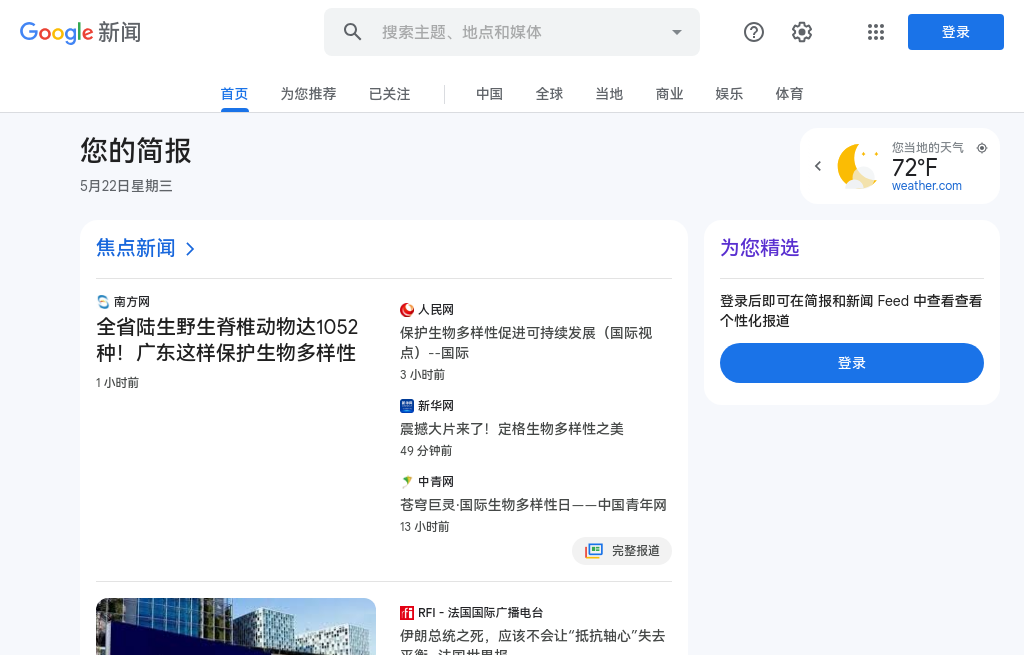 Google 新闻
搜索主题、地点和媒体
登录
首页
为您推荐
已关注
中国
全球
当地
商业
娱乐
体育
您的简报
5月22日星期三
您当地的天气
72°F
weather.com
焦点新闻
南方网
全省陆生野生脊椎动物达1052
种！广东这样保护生物多样性
1 小时前
人民网
保护生物多样性促进可持续发展（国际视
点）--国际
3 小时前
新华网
震撼大片来了！定格生物多样性之美
49 分钟前
中青网
苍穹巨灵·国际生物多样性日——中国青年网
13 小时前
完整报道
为您精选
登录后即可在简报和新闻 Feed 中查看查看
个性化报道
登录
RFI - 法国国际广播电台
伊朗总统之死，应该不会让“抵抗轴心”失去
平衡 - 法国世界报